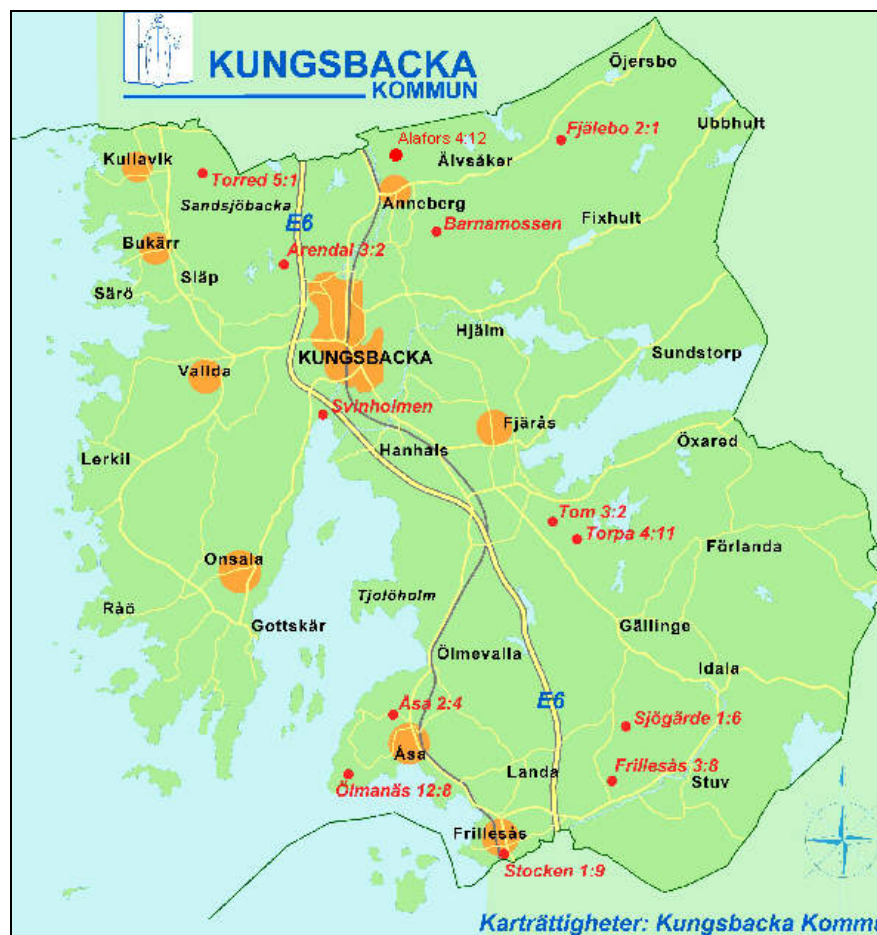 KUNGSBACKA
KOMMUN
Öjersbo
Ubbhult
Fjälebo 2:1
Alafors 4:12
Älvsåker
Kullavik
Torred 5:1
Sandsjöbacka
Anneberg
Fixhult
E6
Barnamossen
Bukärr
Arendal 3:2
Släp
Särö
Hjälm
Sundstorp
KUNGSBACKA
Vallda
Svinholmen
Fjärås
Öxared
Hanhals
Lerkil
Tom 3:2
Torpa 4:11
Förlanda
Onsala
Tjolöholm
Råö
Gottskär
Gällinge
Ölmevalla
Idala
Åsa 2:4
E6
Sjögärde 1:6
Åsa
Landa
Frillesås 3:8
Stuv
Ölmanäs 12:8
Frillesås
Stocken 1:9
Karträttigheter: Kungsbacka Kommu